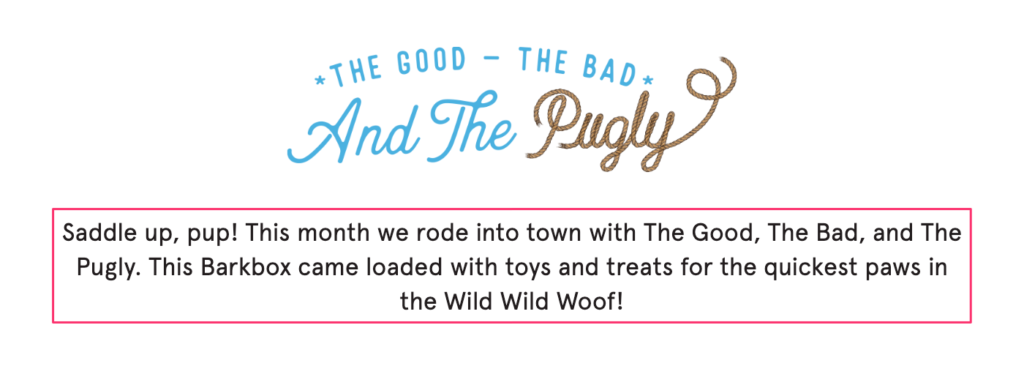 *THE GOOD – THE BAD*
And The Pugly
Saddle up, pup! This month we rode into town with The Good, The Bad, and The
Pugly. This Barkbox came loaded with toys and treats for the quickest paws in
the Wild Wild Woof!